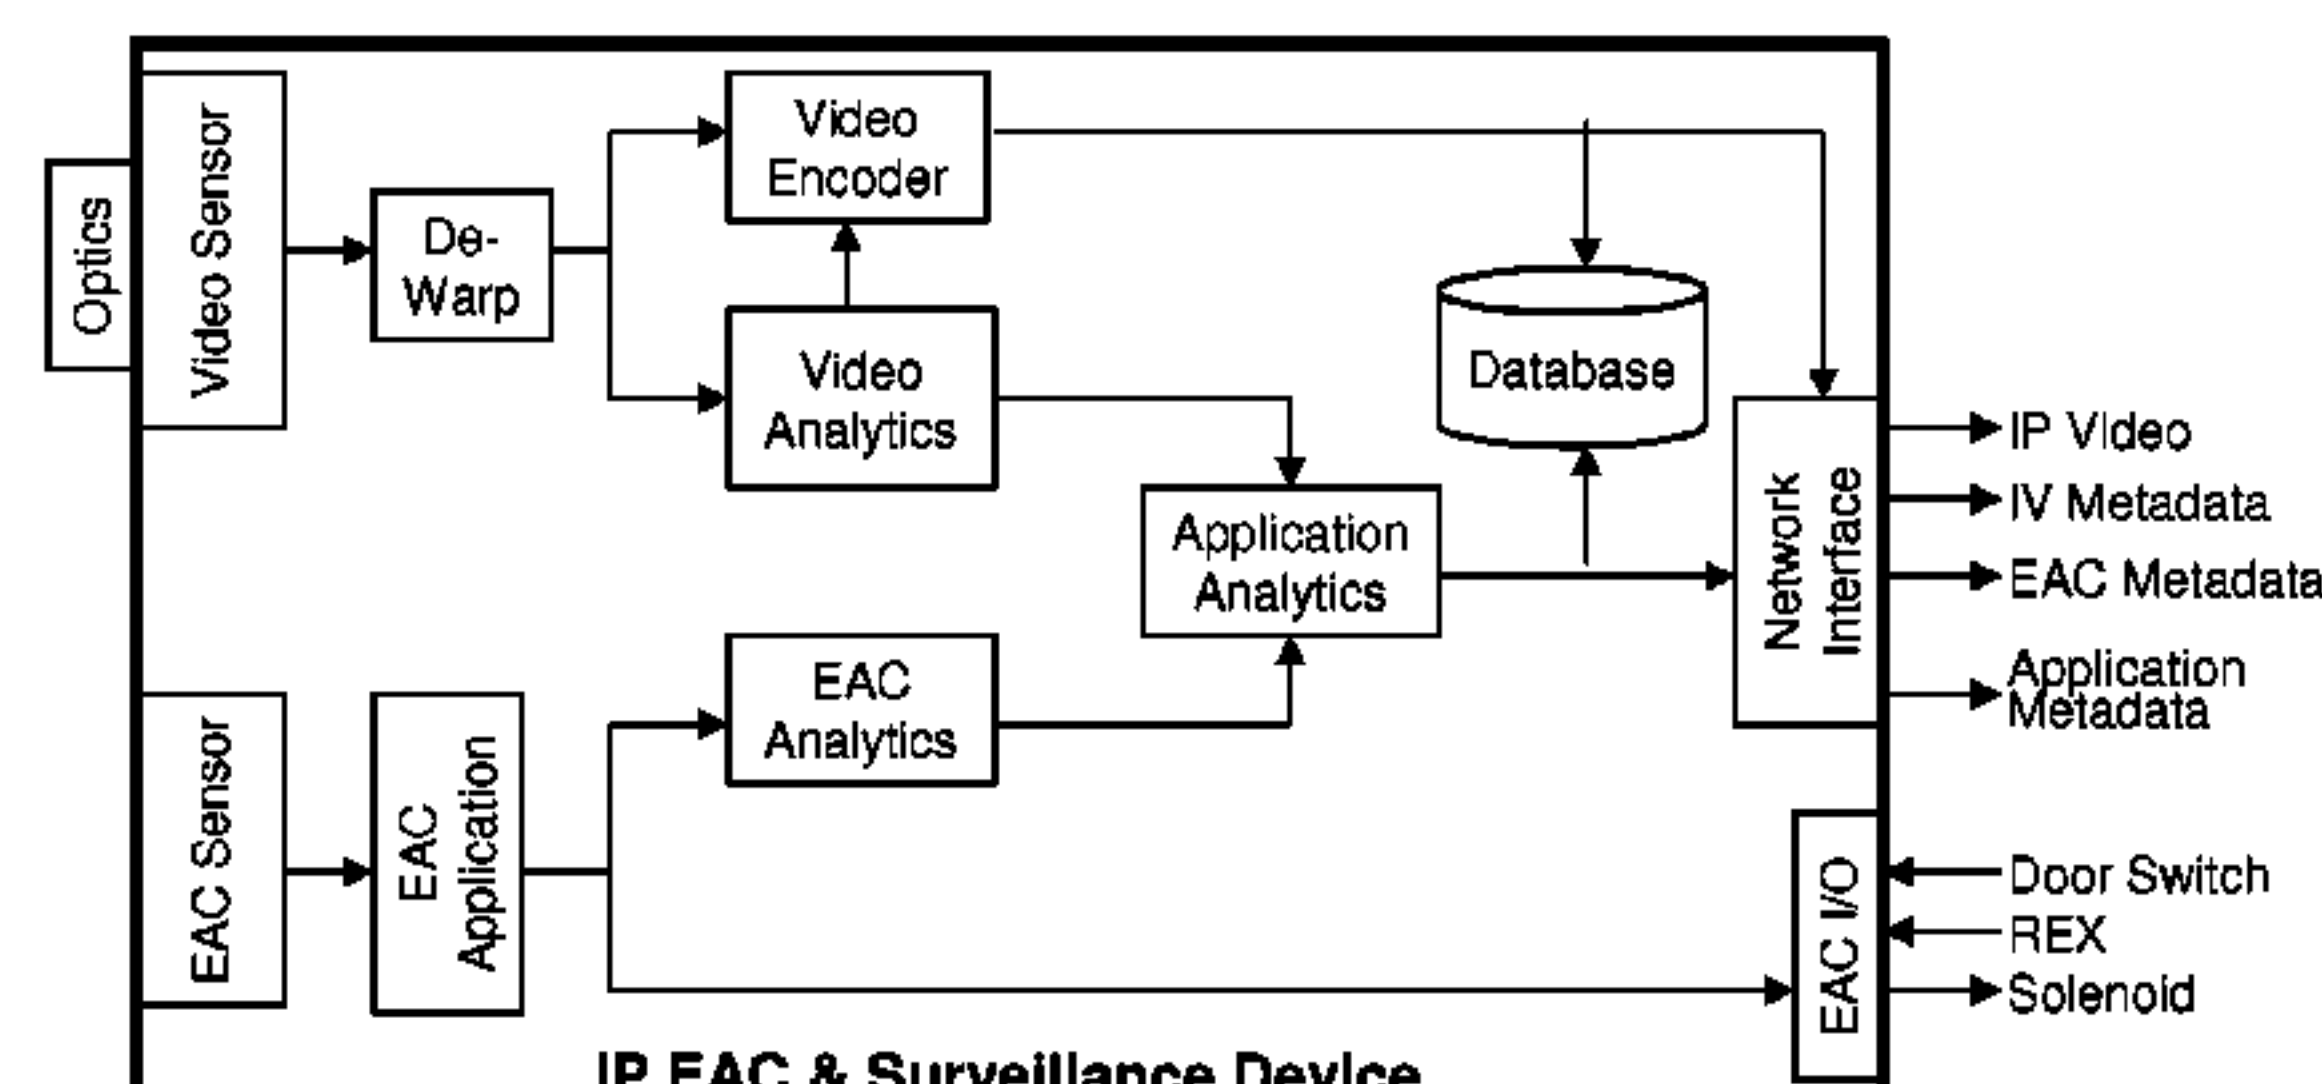 Optics
Video Sensor
De-
Warp
Video
Encoder
Video
Analytics
Database
Application
Analytics
Network
Interface
IP Video
IV Metadata
EAC Metadata
Application
Metadata
EAC Sensor
EAC
Application
EAC
Analytics
EAC I/O
Door Switch
REX
Solenoid
IP EAC & Surveillance Device